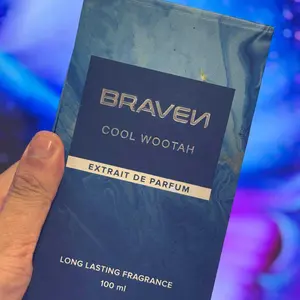 BRAVEN
COOL WOOTAH
EXTRAIT DE PARFUM
LONG LASTING FRAGRANCE
100 ml